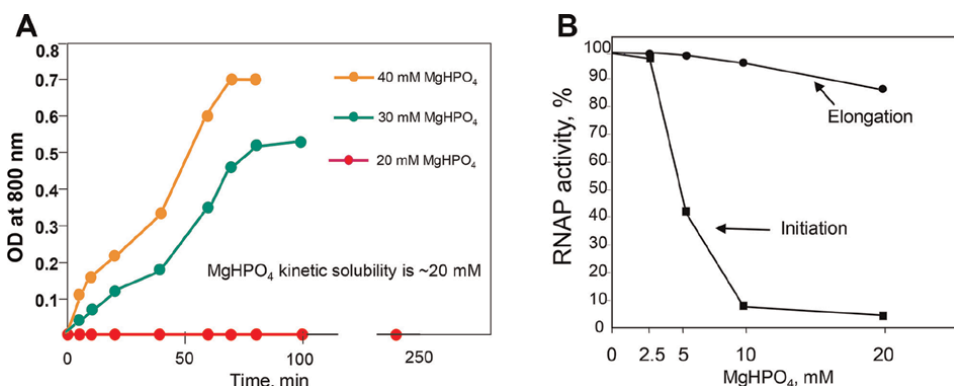 A
0.8
0.7
0.6
0.5
0.4
0.3
0.2
0.1
OD at 800 nm
40 mM MgHPO₄
30 mM MgHPO₄
20 mM MgHPO₄
MgHPO₄ kinetic solubility is ~20 mM
0 50 100 250
Time, min
B
100
90
80
70
60
50
40
30
20
10
0
RNAP activity, %
Elongation
Initiation
0 2.5 5 10 20
MgHPO₄, mM